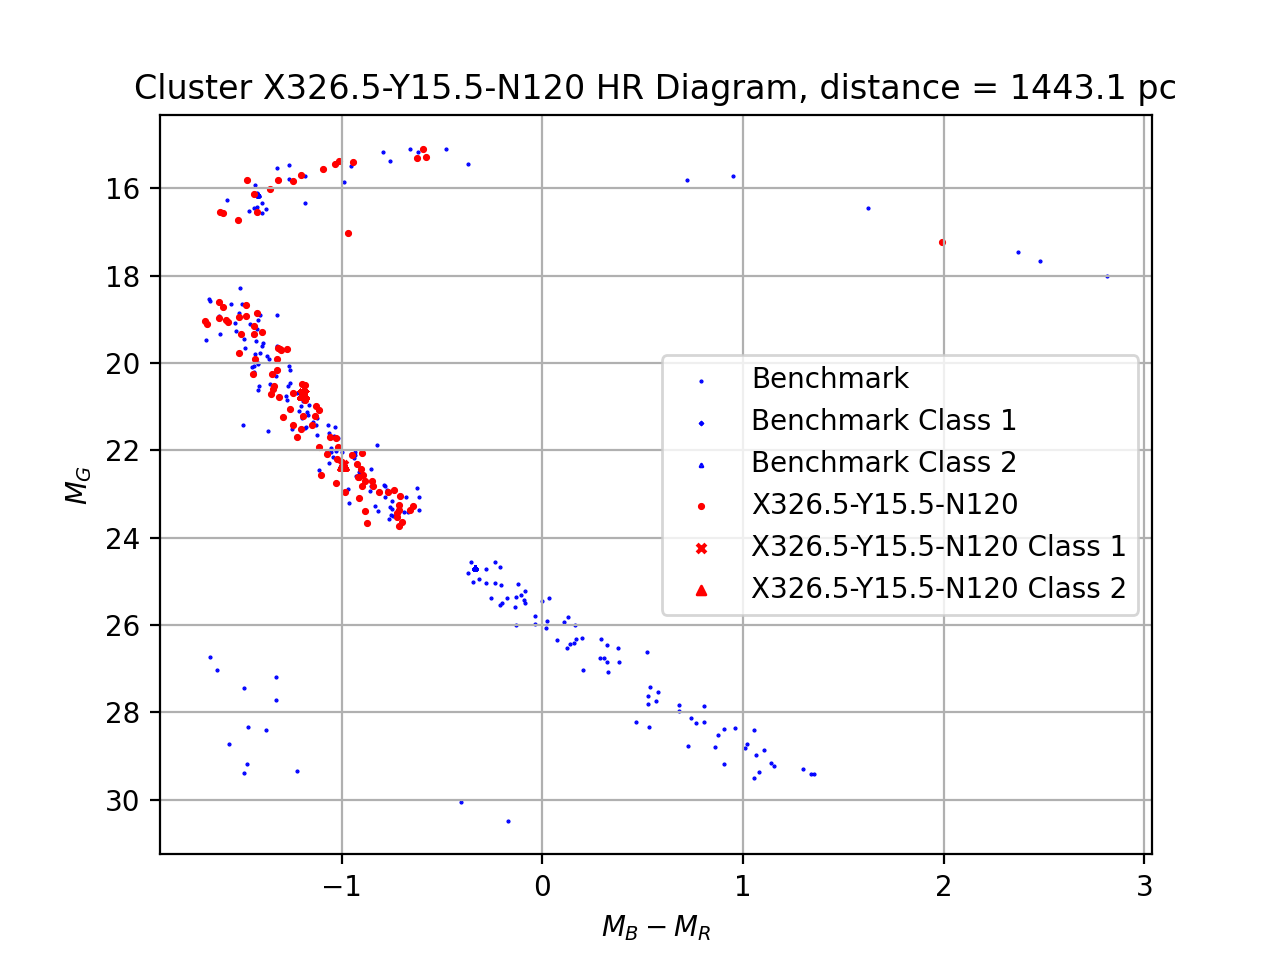 Cluster X326.5-Y15.5-N120 HR Diagram, distance = 1443.1 pc
16
18
20
22
24
26
28
30
M_G
Benchmark
Benchmark Class 1
Benchmark Class 2
X326.5-Y15.5-N120
X326.5-Y15.5-N120 Class 1
X326.5-Y15.5-N120 Class 2
−1 0 1 2 3
M_B − M_R